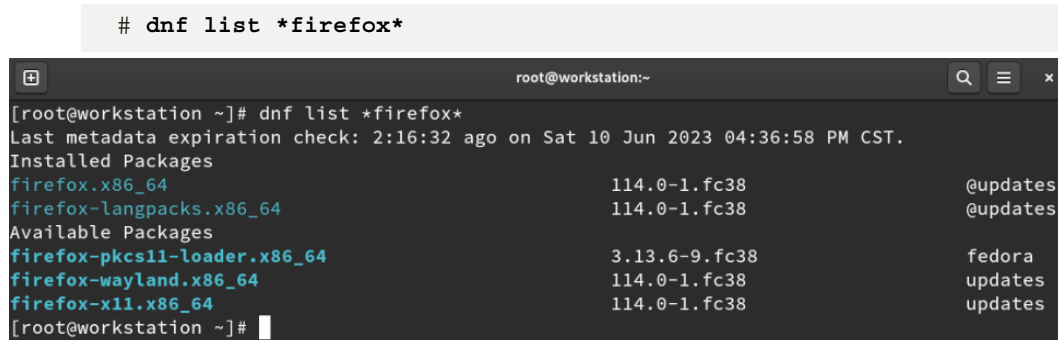 # dnf list *firefox*
root@workstation:~
[root@workstation ~]# dnf list *firefox*
Last metadata expiration check: 2:16:32 ago on Sat 10 Jun 2023 04:36:58 PM CST.
Installed Packages
firefox.x86_64 114.0-1.fc38 @updates
firefox-langpacks.x86_64 114.0-1.fc38 @updates
Available Packages
firefox-pkcs11-loader.x86_64 3.13.6-9.fc38 fedora
firefox-wayland.x86_64 114.0-1.fc38 updates
firefox-x11.x86_64 114.0-1.fc38 updates
[root@workstation ~]#